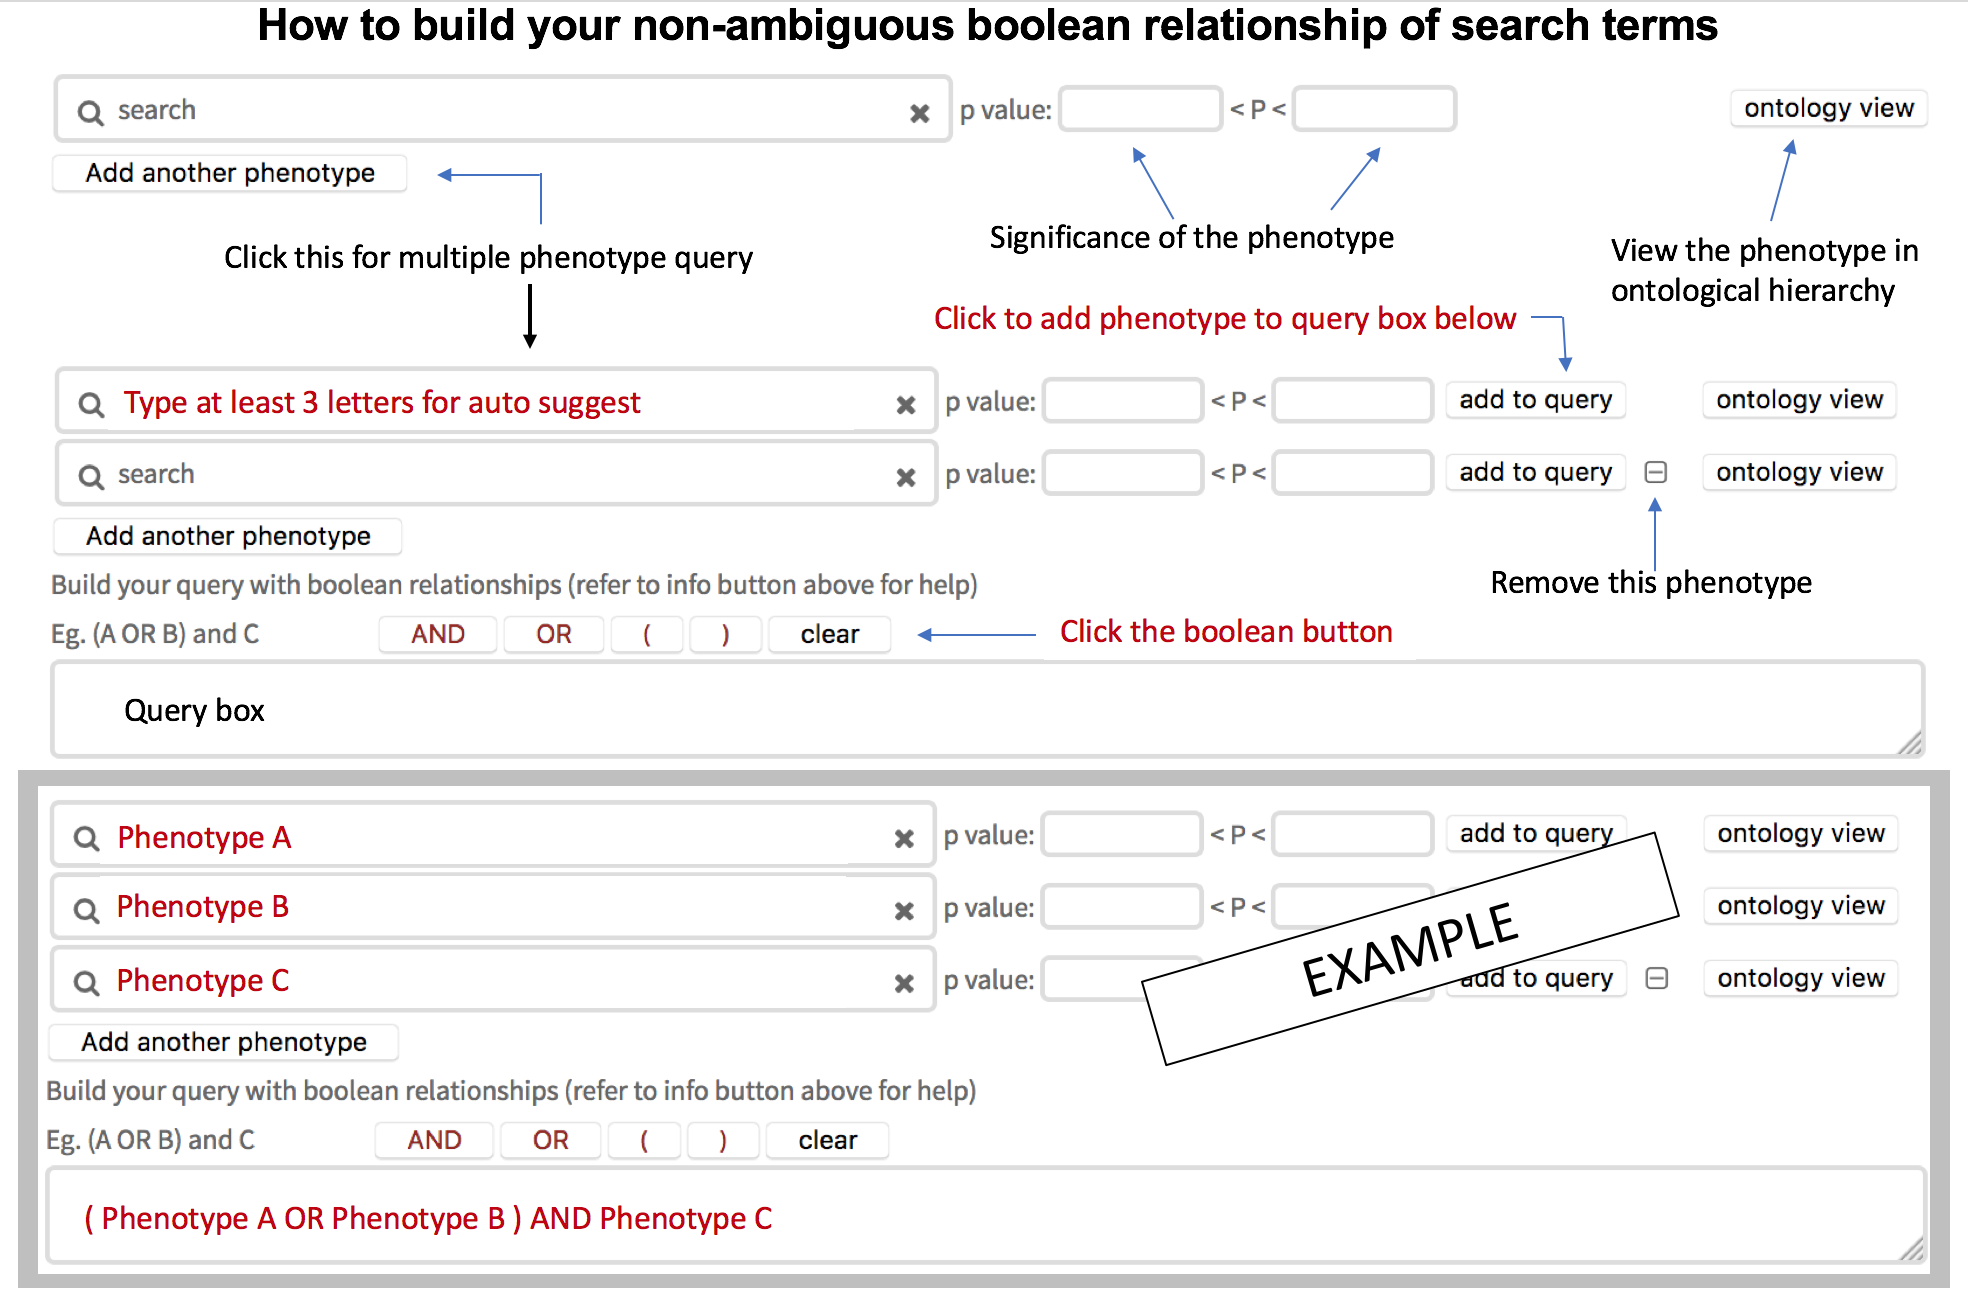 How to build your non-ambiguous boolean relationship of search terms
search p value: < P < ontology view
Add another phenotype
Significance of the phenotype
Click this for multiple phenotype query
View the phenotype in
ontological hierarchy
Click to add phenotype to query box below
Type at least 3 letters for auto suggest p value: < P < add to query ontology view
search p value: < P < add to query ontology view
Add another phenotype
Remove this phenotype
Build your query with boolean relationships (refer to info button above for help)
Eg. (A OR B) and C AND OR ( ) clear Click the boolean button
Query box
Phenotype A p value: < P < add to query ontology view
Phenotype B p value: < P < ontology view
EXAMPLE
Phenotype C p value: add to query ontology view
Add another phenotype
Build your query with boolean relationships (refer to info button above for help)
Eg. (A OR B) and C AND OR ( ) clear
( Phenotype A OR Phenotype B ) AND Phenotype C